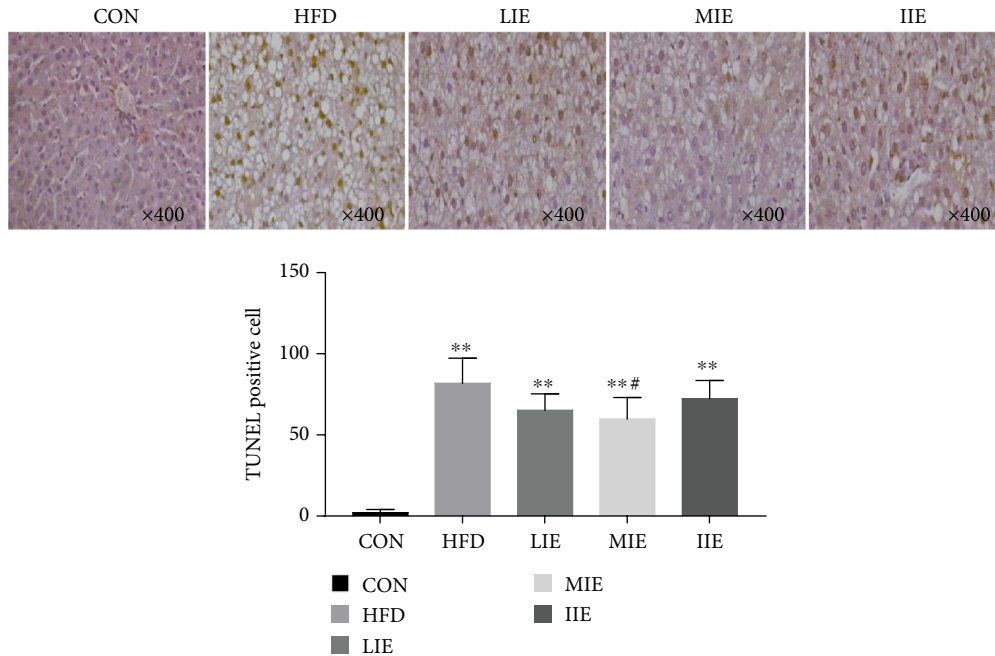 CON HFD LIE MIE IIE
×400 ×400 ×400 ×400 ×400
TUNEL positive cell
150
100
50
0
** ** **# **
CON HFD LIE MIE IIE
CON MIE
HFD IIE
LIE